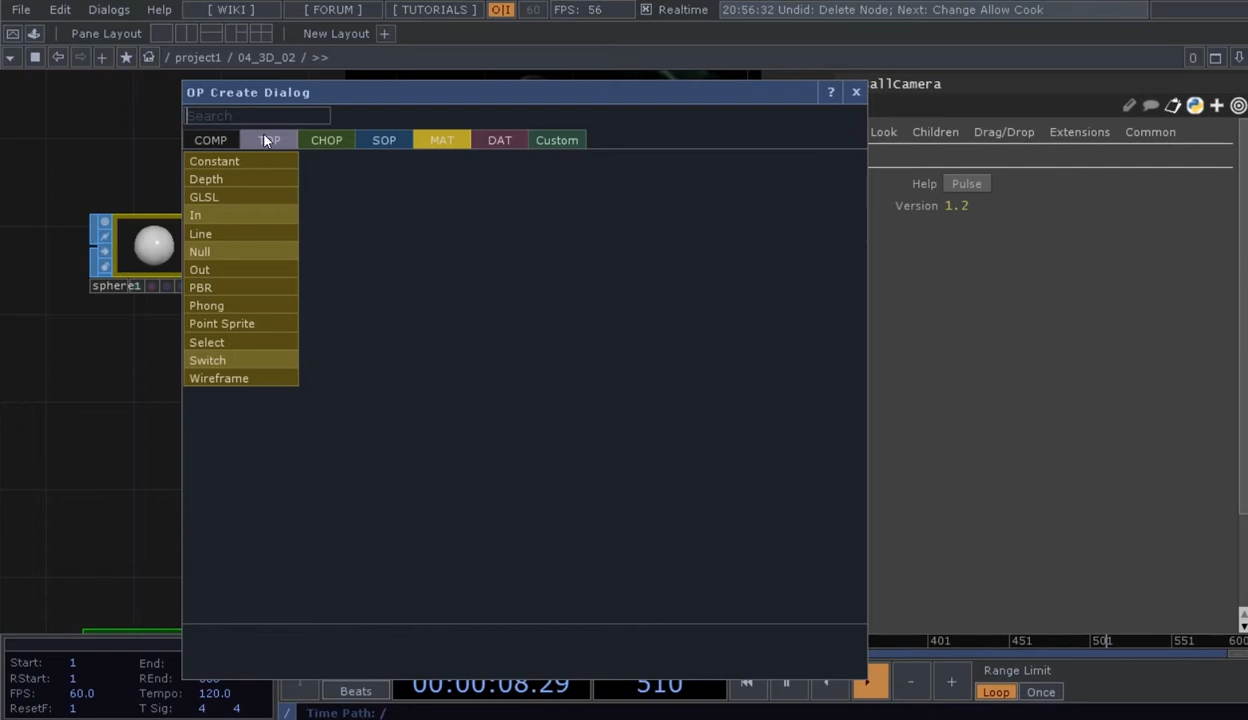 File Edit Dialogs Help [ WIKI ] [ FORUM ] [ TUTORIALS ] O|I 60 FPS: 56 Realtime 20:56:32 Undid: Delete Node; Next: Change Allow Cook
Pane Layout New Layout +
/ project1 / 04_3D_02 / >> 0
OP Create Dialog ? x
allCamera
Search
COMP TOP CHOP SOP MAT DAT Custom
Look Children Drag/Drop Extensions Common
Constant
Depth
GLSL
In
Line
Null
Out
PBR
Phong
Point Sprite
Select
Switch
Wireframe
Help Pulse
Version 1.2
sphere1
401 451 501 551 600
Start: 1 End:
RStart: 1 REnd: 600
FPS: 60.0 Tempo: 120.0
ResetF: 1 T Sig: 4 4
Beats 00:00:08.29 510
Range Limit
Loop Once
/ Time Path: /